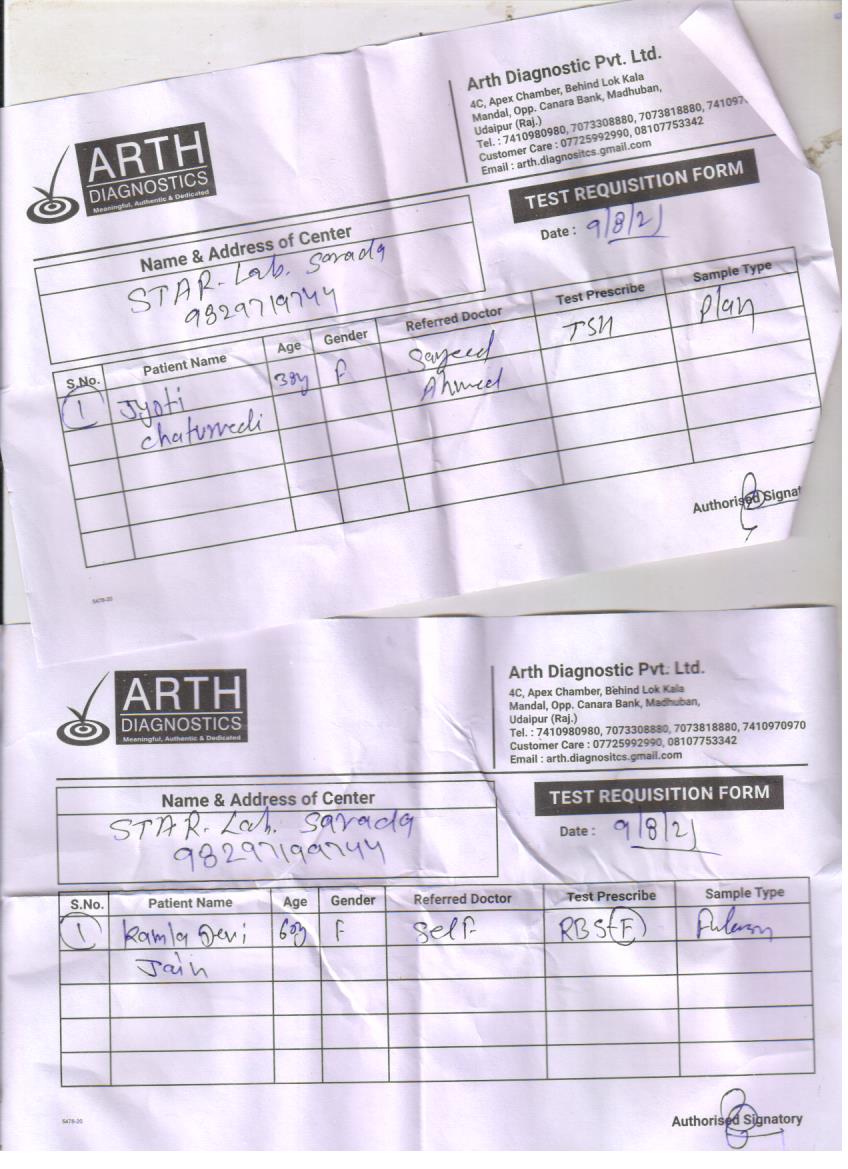 ARTH
DIAGNOSTICS
Meaningful, Authentic & Dedicated
Arth Diagnostic Pvt. Ltd.
4C, Apex Chamber, Behind Lok Kala
Mandal, Opp. Canara Bank, Madhuban,
Udaipur (Raj.)
Tel. : 7410980980, 7073308880, 7073818880, 741097
Customer Care : 07725992990, 08107753342
Email : arth.diagnositcs.gmail.com
TEST REQUISITION FORM
Date : 9/8/21
Name & Address of Center
STAR. Lab. Sarada
9829719744
S.No. Patient Name Age Gender Referred Doctor Test Prescribe Sample Type
1 Jyoti 38y F Sayeed TSH Plan
chaturvedi Ahmed
Authorised Signat
5478-20
ARTH
DIAGNOSTICS
Meaningful, Authentic & Dedicated
Arth Diagnostic Pvt. Ltd.
4C, Apex Chamber, Behind Lok Kala
Mandal, Opp. Canara Bank, Madhuban,
Udaipur (Raj.)
Tel. : 7410980980, 7073308880, 7073818880, 7410970970
Customer Care : 07725992990, 08107753342
Email : arth.diagnositcs.gmail.com
TEST REQUISITION FORM
Date : 9/8/21
Name & Address of Center
STAR. Lab. Sarada
98297199744
S.No. Patient Name Age Gender Referred Doctor Test Prescribe Sample Type
1 Kamla Devi 60y F Self RBS(F)
Jain
Authorised Signatory
5478-20